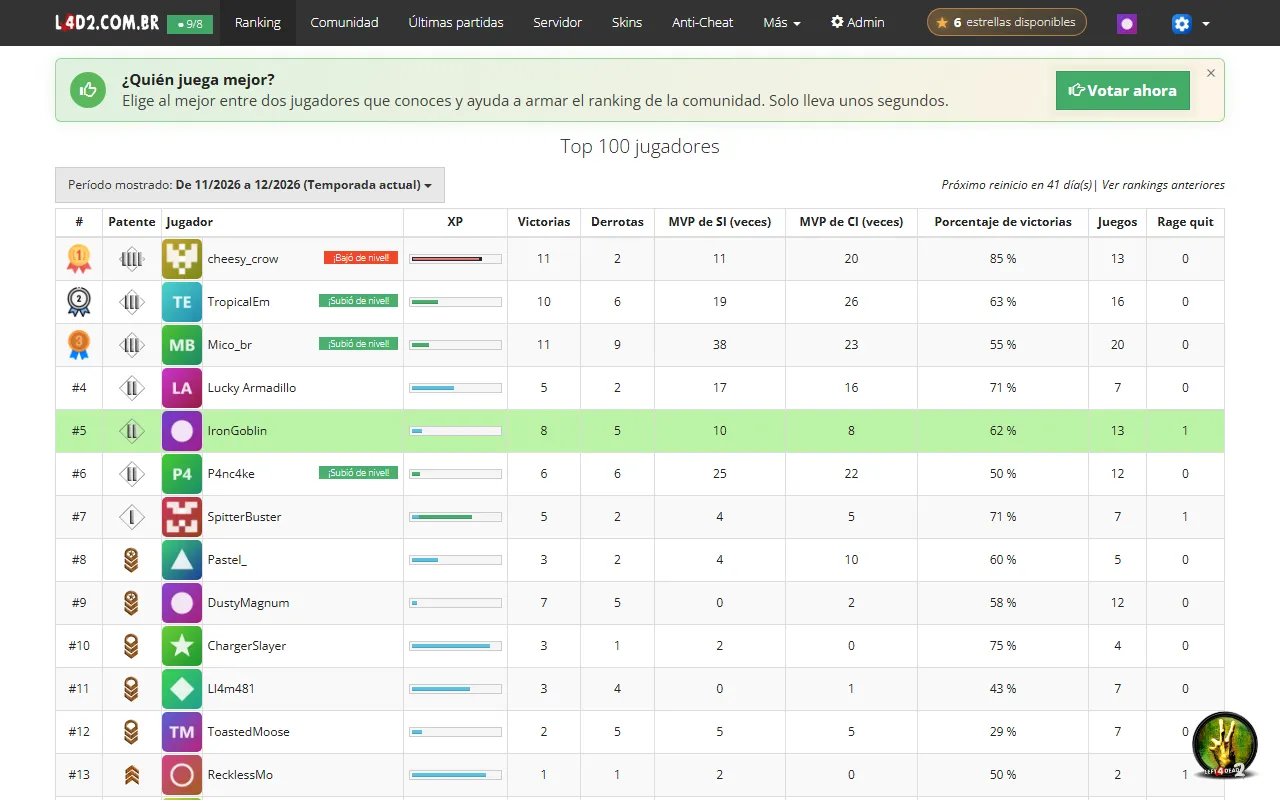 L4D2.COM.BR 9/8 Ranking Comunidad Últimas partidas Servidor Skins Anti-Cheat Más Admin 6 estrellas disponibles
¿Quién juega mejor?
Elige al mejor entre dos jugadores que conoces y ayuda a armar el ranking de la comunidad. Solo lleva unos segundos.
Votar ahora
×
Top 100 jugadores
Período mostrado: De 11/2026 a 12/2026 (Temporada actual)
Próximo reinicio en 41 día(s)| Ver rankings anteriores
# Patente Jugador XP Victorias Derrotas MVP de SI (veces) MVP de CI (veces) Porcentaje de victorias Juegos Rage quit
1 cheesy_crow ¡Bajó de nivel! 11 2 11 20 85 % 13 0
2 TE TropicalEm ¡Subió de nivel! 10 6 19 26 63 % 16 0
3 MB Mico_br ¡Subió de nivel! 11 9 38 23 55 % 20 0
#4 LA Lucky Armadillo 5 2 17 16 71 % 7 0
#5 IronGoblin 8 5 10 8 62 % 13 1
#6 P4 P4nc4ke ¡Subió de nivel! 6 6 25 22 50 % 12 0
#7 SpitterBuster 5 2 4 5 71 % 7 1
#8 Pastel_ 3 2 4 10 60 % 5 0
#9 DustyMagnum 7 5 0 2 58 % 12 0
#10 ChargerSlayer 3 1 2 0 75 % 4 0
#11 Ll4m481 3 4 0 1 43 % 7 0
#12 TM ToastedMoose 2 5 5 5 29 % 7 0
#13 RecklessMo 1 1 2 0 50 % 2 1
LEFT 4 DEAD 2